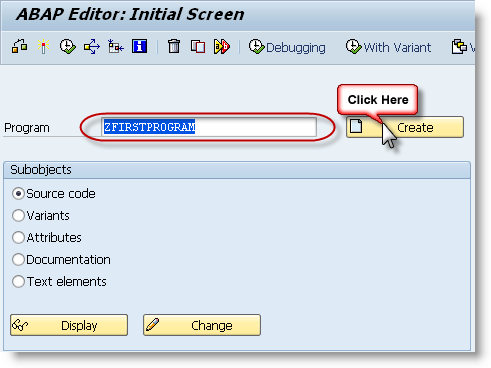 ABAP Editor: Initial Screen
Debugging With Variant
Click Here
Program ZFIRSTPROGRAM Create
Subobjects
Source code
Variants
Attributes
Documentation
Text elements
Display Change